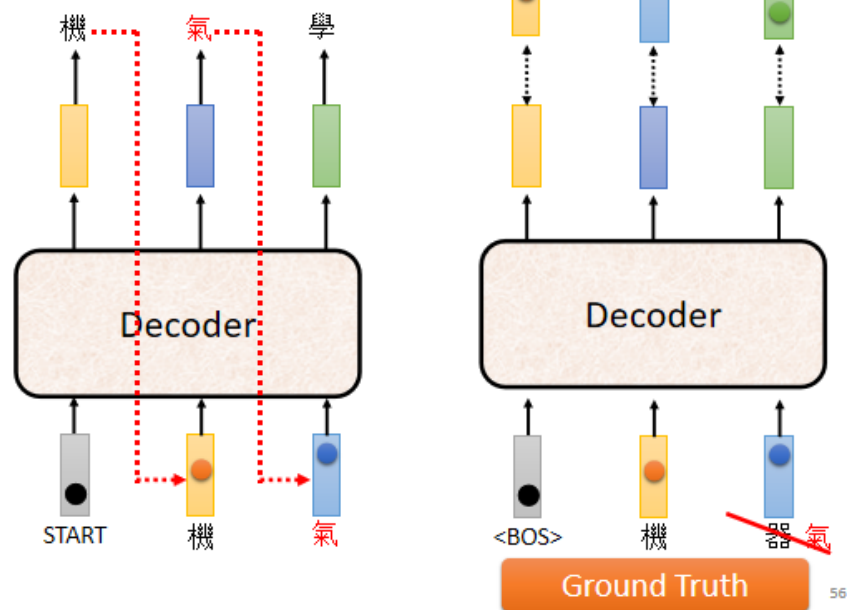 機 氣 學
Decoder
START 機 氣
Decoder
<BOS> 機 器 氣
Ground Truth
56